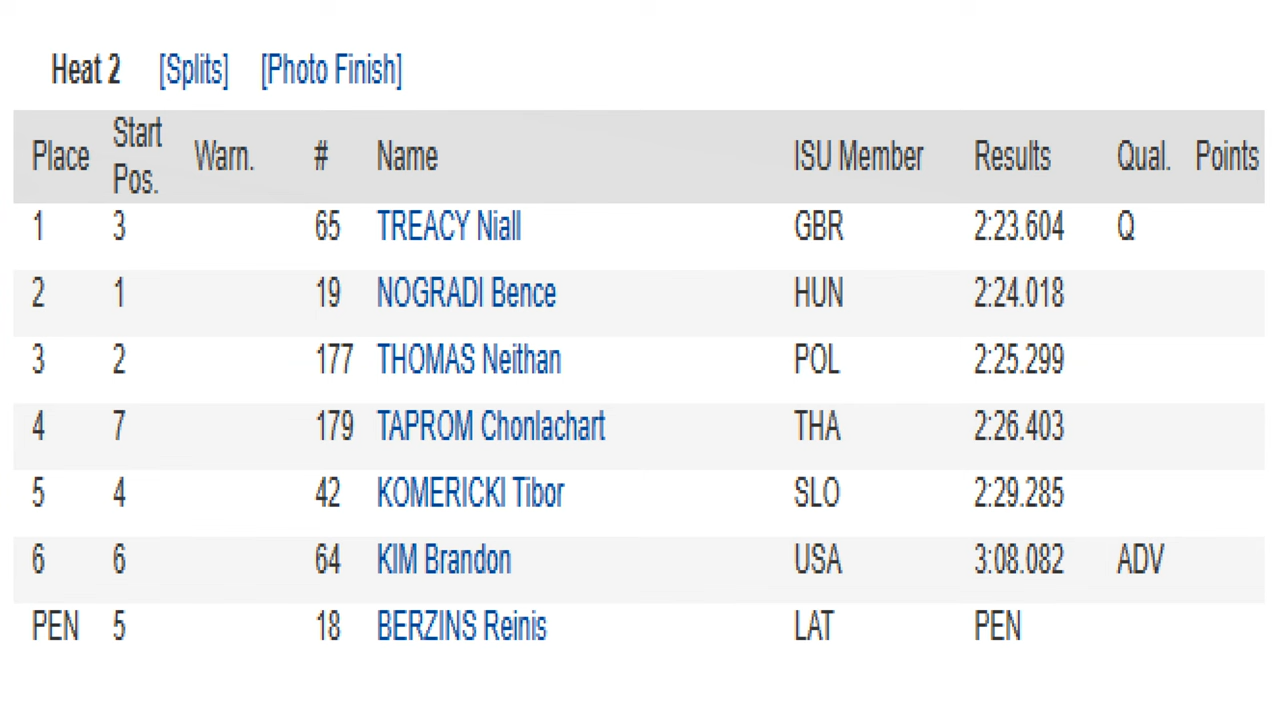 Heat 2 [Splits] [Photo Finish]
Place Start Pos. Warn. # Name ISU Member Results Qual. Points
1 3 65 TREACY Niall GBR 2:23.604 Q
2 1 19 NOGRADI Bence HUN 2:24.018
3 2 177 THOMAS Neithan POL 2:25.299
4 7 179 TAPROM Chonlachart THA 2:26.403
5 4 42 KOMERICKI Tibor SLO 2:29.285
6 6 64 KIM Brandon USA 3:08.082 ADV
PEN 5 18 BERZINS Reinis LAT PEN